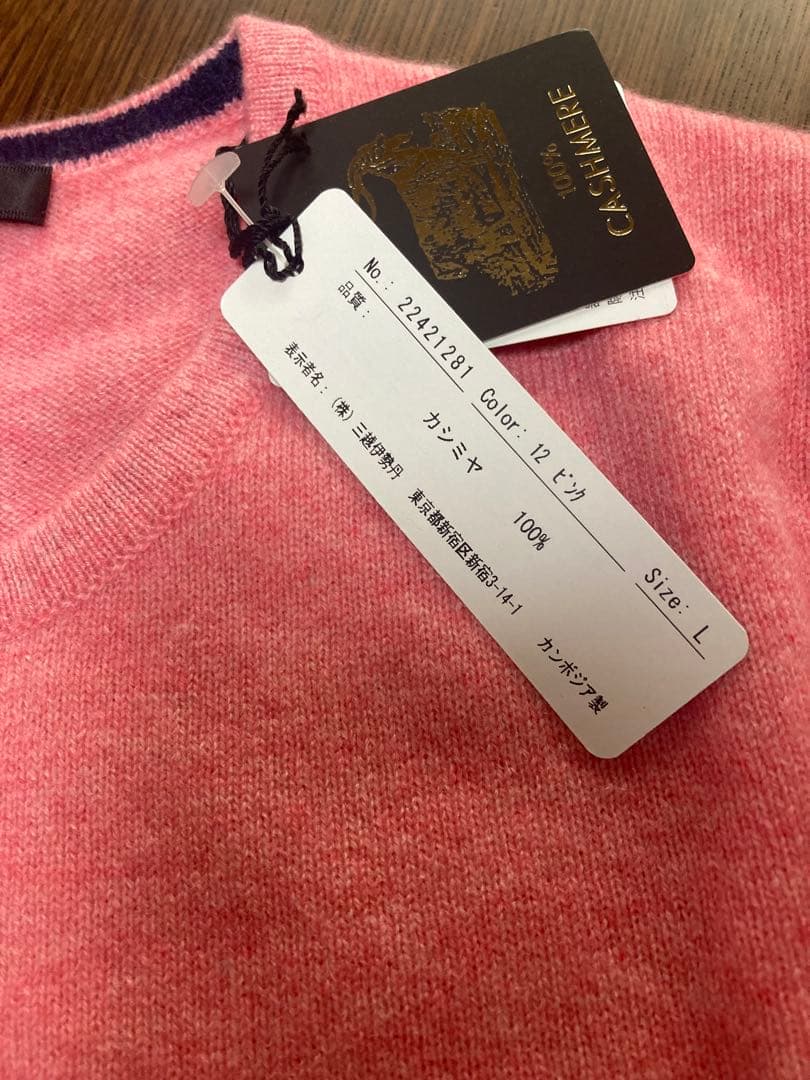 CASHMERE
100%
No.: 22421281 Color: 12 ピンク Size: L
品質: カシミヤ 100%
表示者名: (株)三越伊勢丹 東京都新宿区新宿3-14-1 カンボジア製